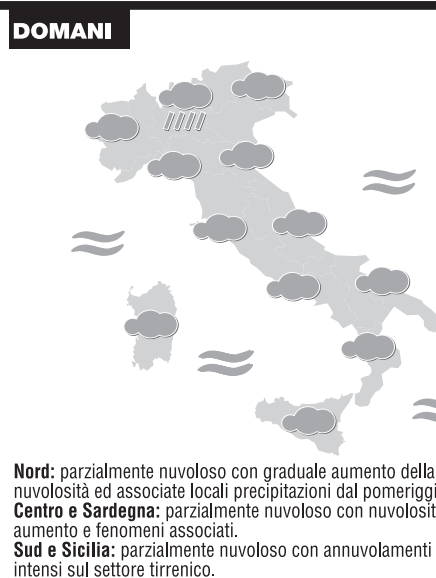 DOMANI
Nord: parzialmente nuvoloso con graduale aumento della
nuvolosità ed associate locali precipitazioni dal pomeriggi
Centro e Sardegna: parzialmente nuvoloso con nuvolosit
aumento e fenomeni associati.
Sud e Sicilia: parzialmente nuvoloso con annuvolamenti
intensi sul settore tirrenico.